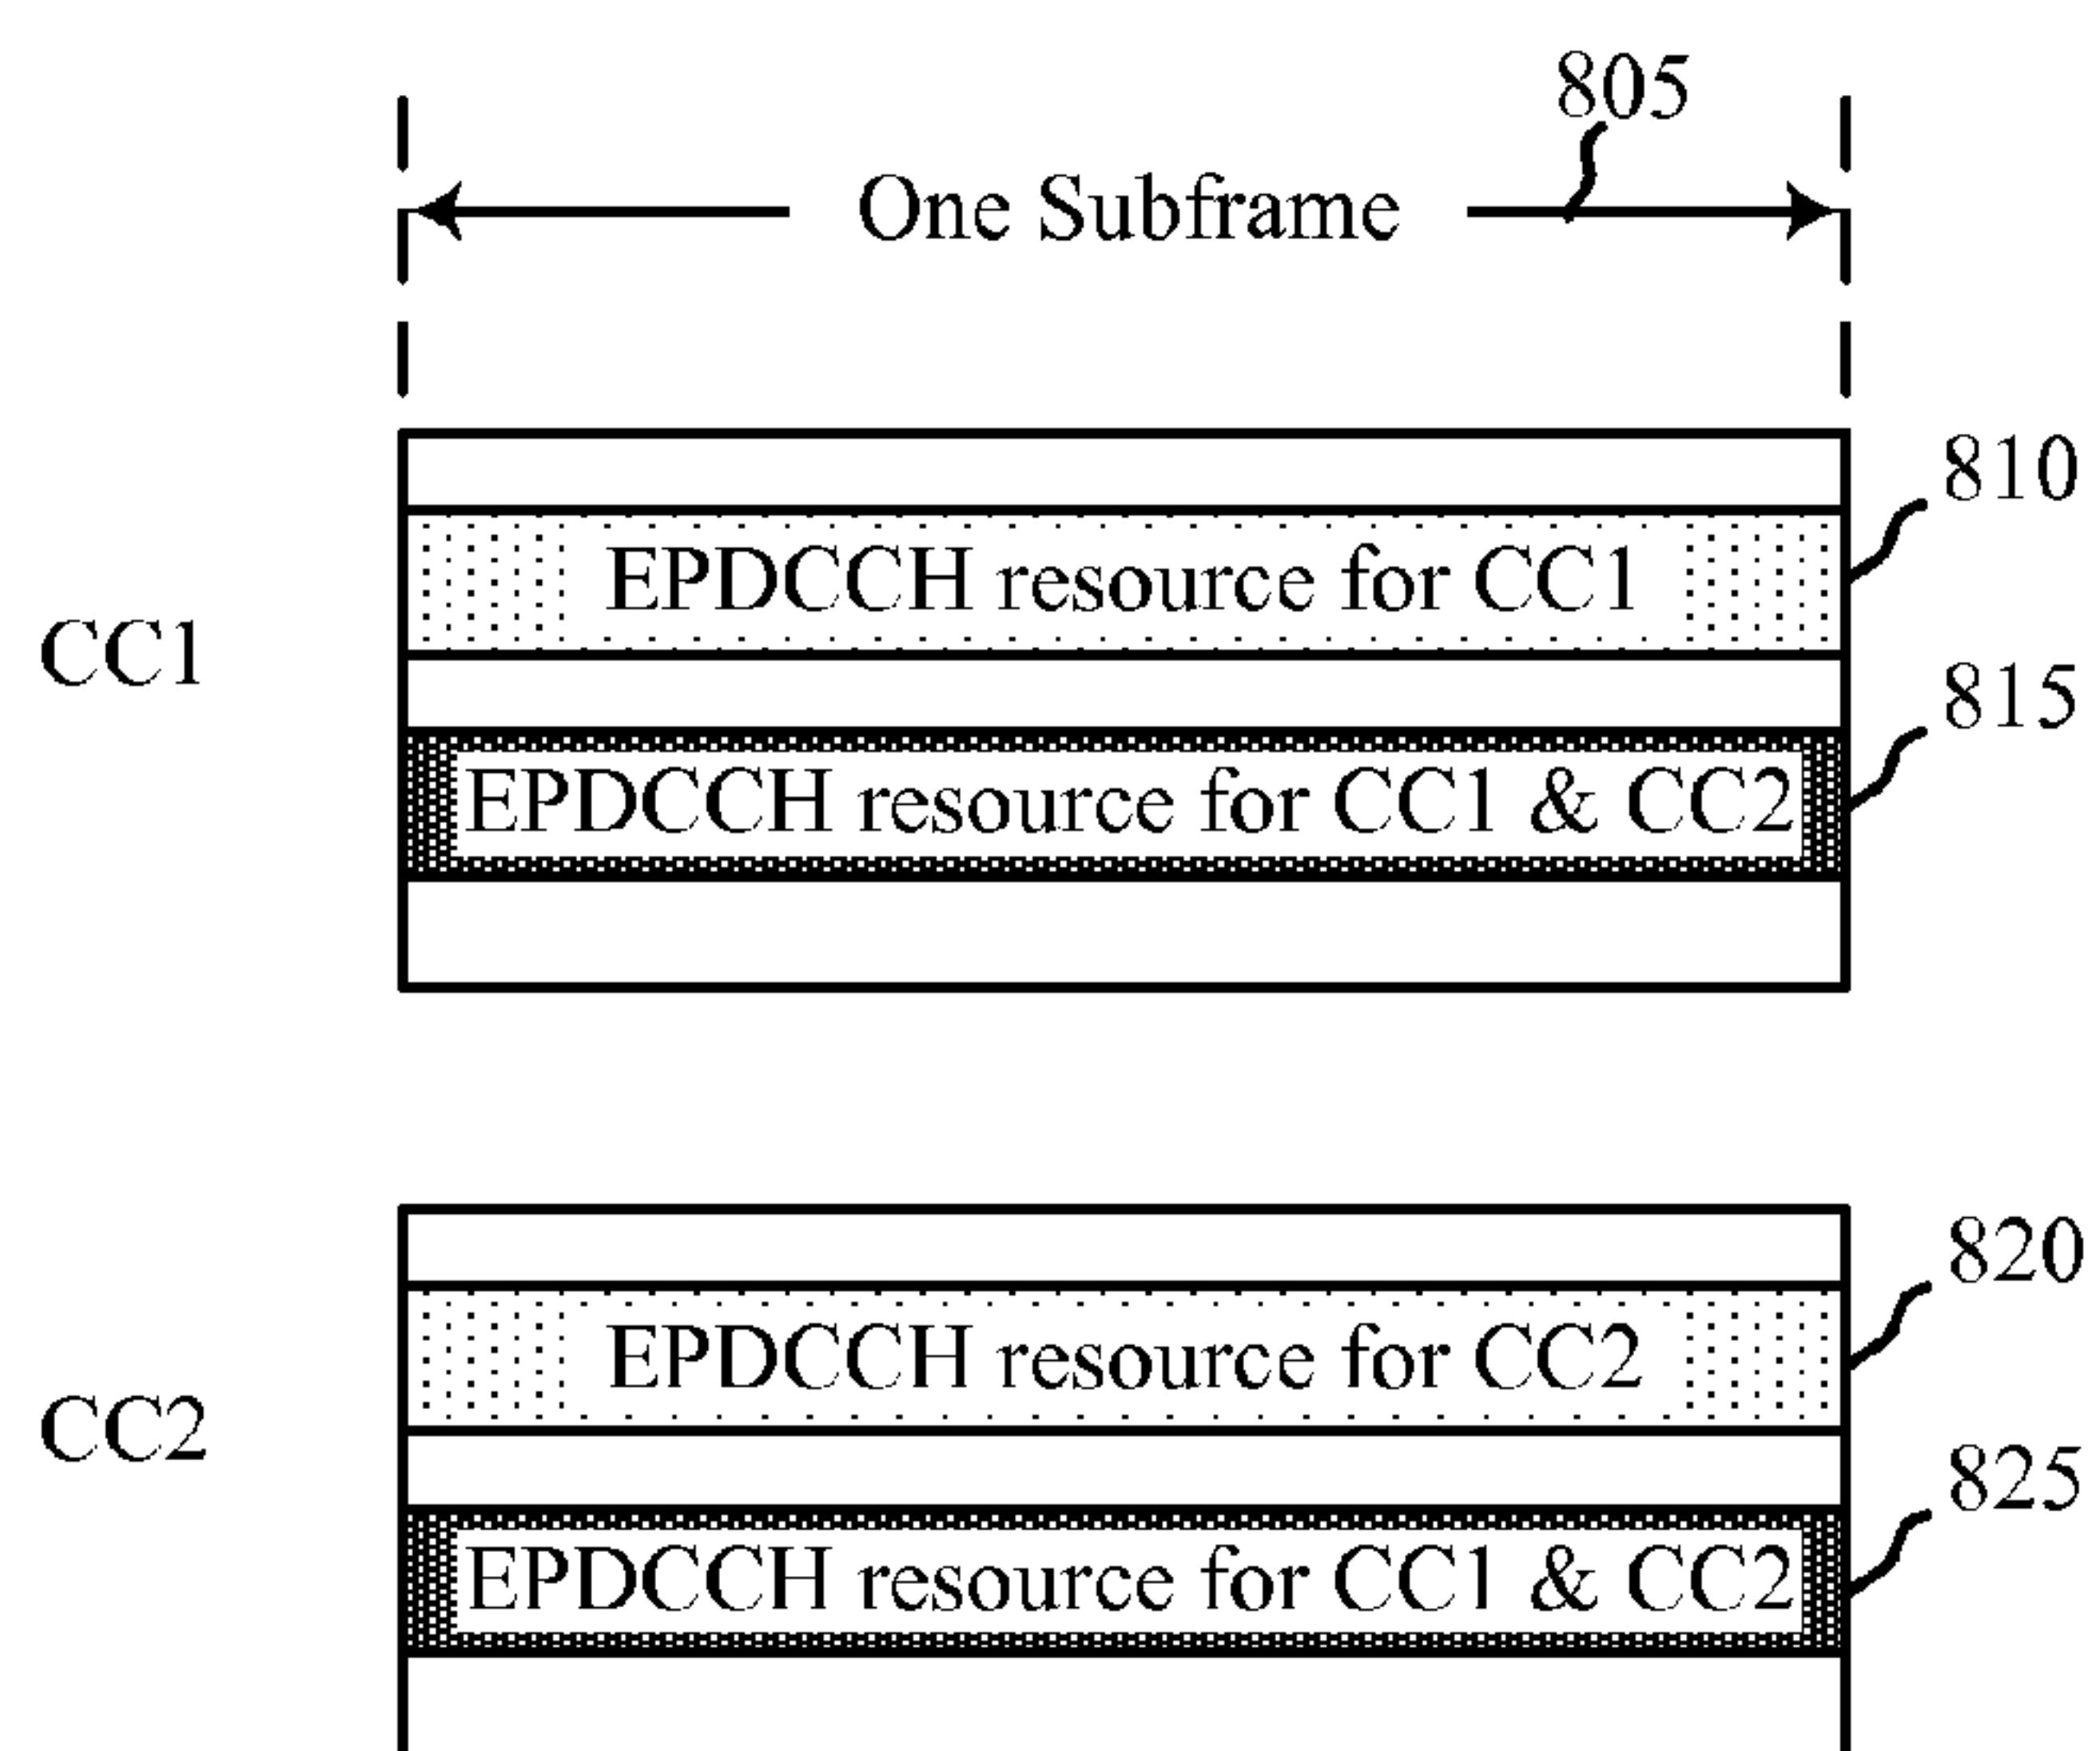 805
One Subframe
810
EPDCCH resource for CC1
CC1
815
EPDCCH resource for CC1 & CC2
820
EPDCCH resource for CC2
CC2
825
EPDCCH resource for CC1 & CC2